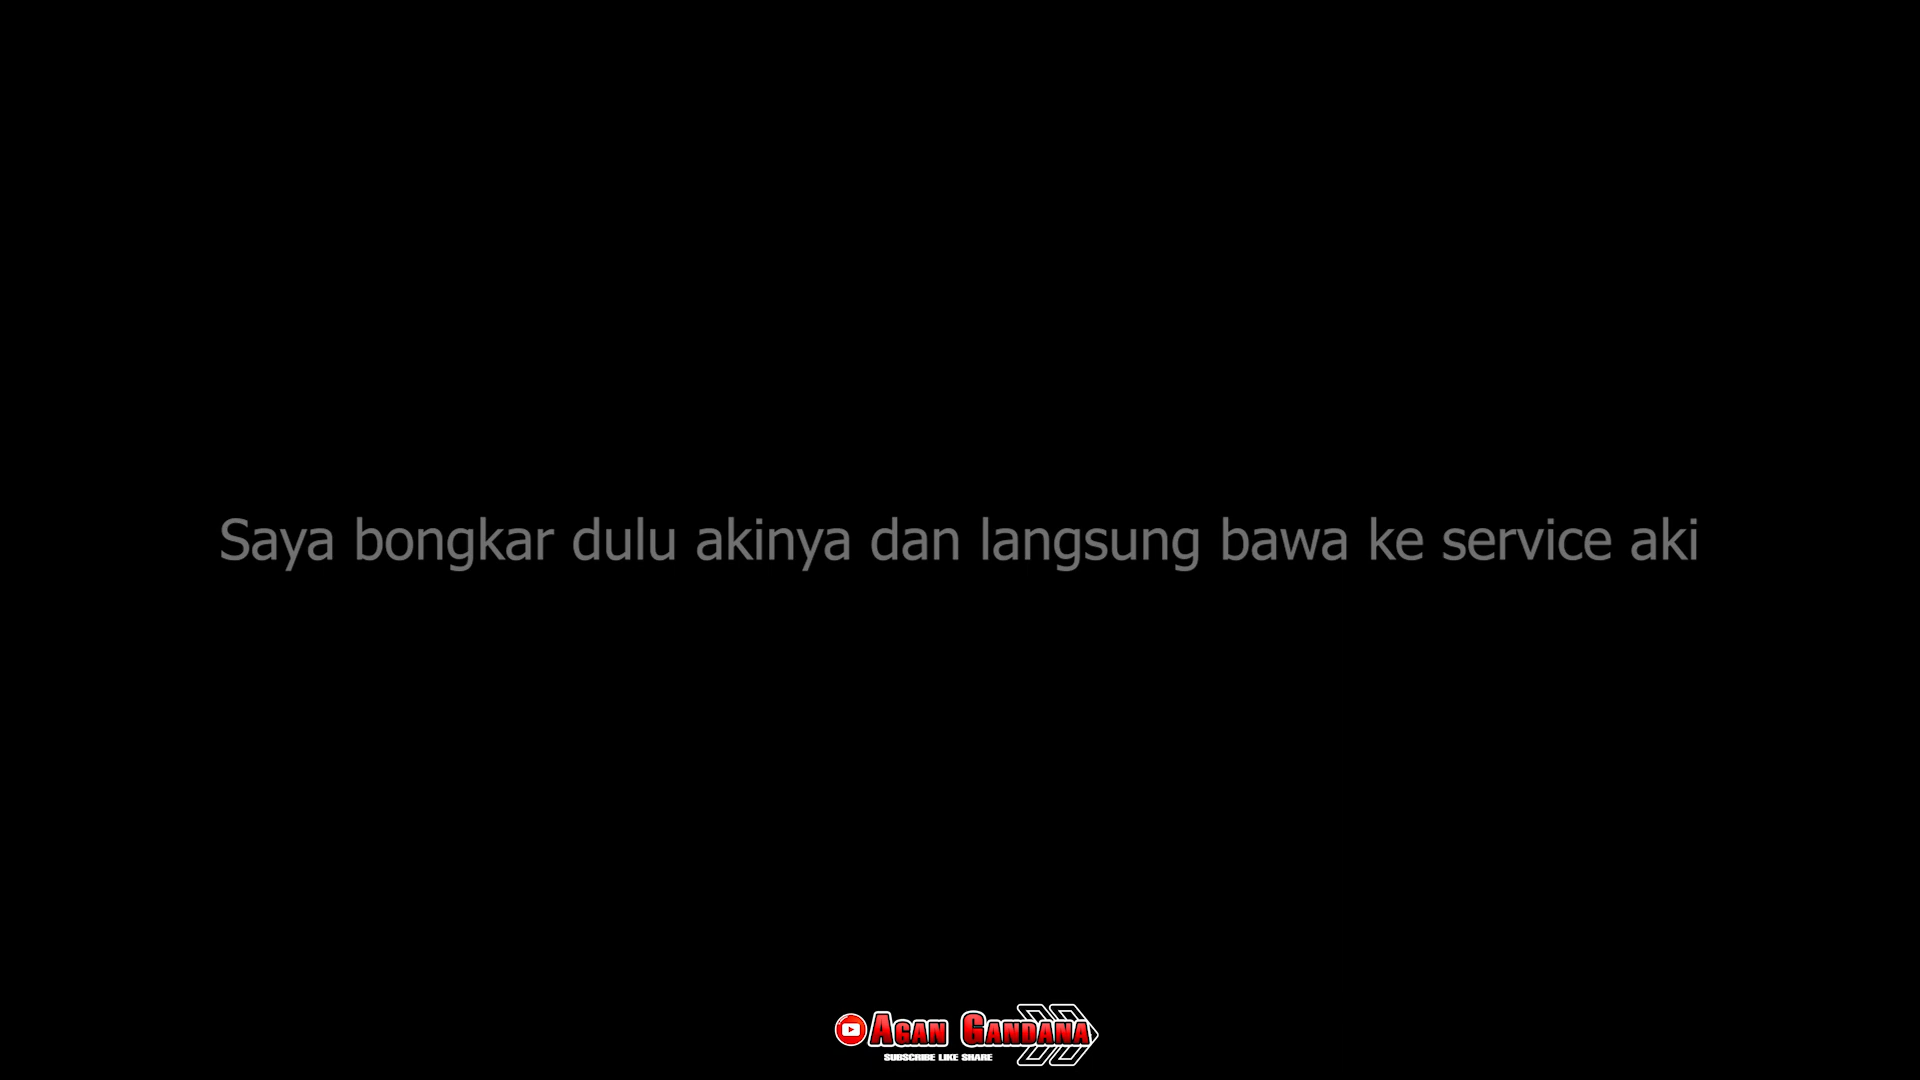 Saya bongkar dulu akinya dan langsung bawa ke service aki
AGAN GANDANA
SUBSCRIBE LIKE SHARE